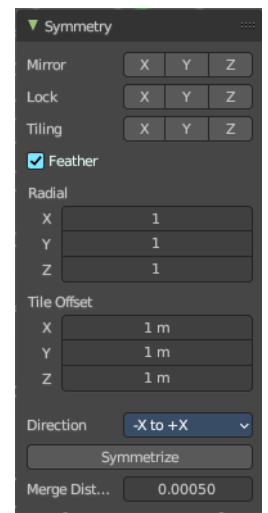 Symmetry
Mirror X Y Z
Lock X Y Z
Tiling X Y Z
Feather
Radial
X 1
Y 1
Z 1
Tile Offset
X 1 m
Y 1 m
Z 1 m
Direction -X to +X
Symmetrize
Merge Dist... 0.00050